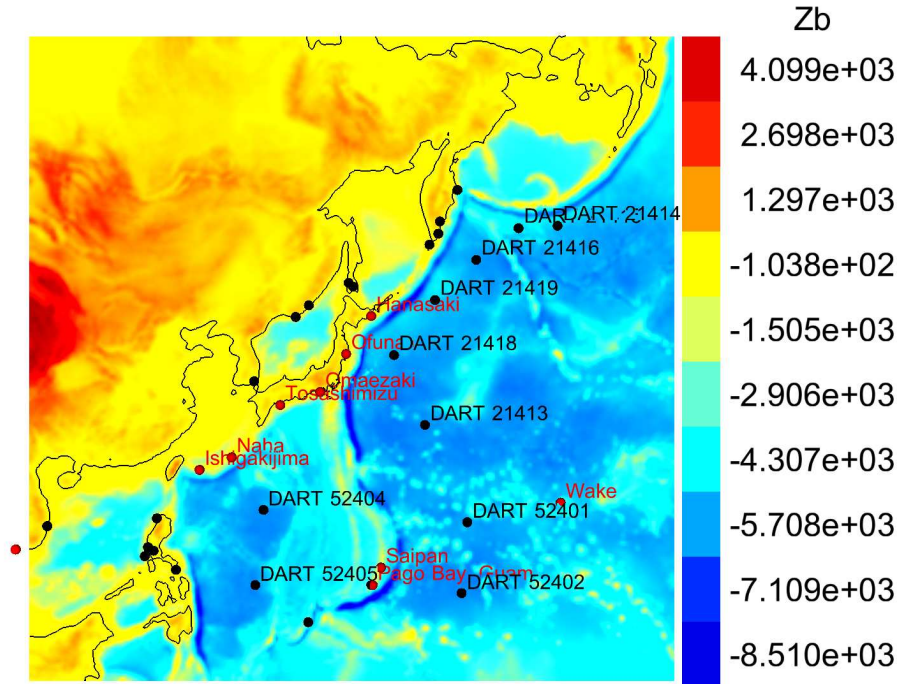 Zb
4.099e+03
2.698e+03
1.297e+03
-1.038e+02
-1.505e+03
-2.906e+03
-4.307e+03
-5.708e+03
-7.109e+03
-8.510e+03
DART 21414
DART 21416
DART 21419
Hanasaki
Ofuna
DART 21418
Omaezaki
Tosashimizu
DART 21413
Naha
Ishigakijima
Wake
DART 52404
DART 52401
Saipan
DART 52405
Pago Bay, Guam
DART 52402